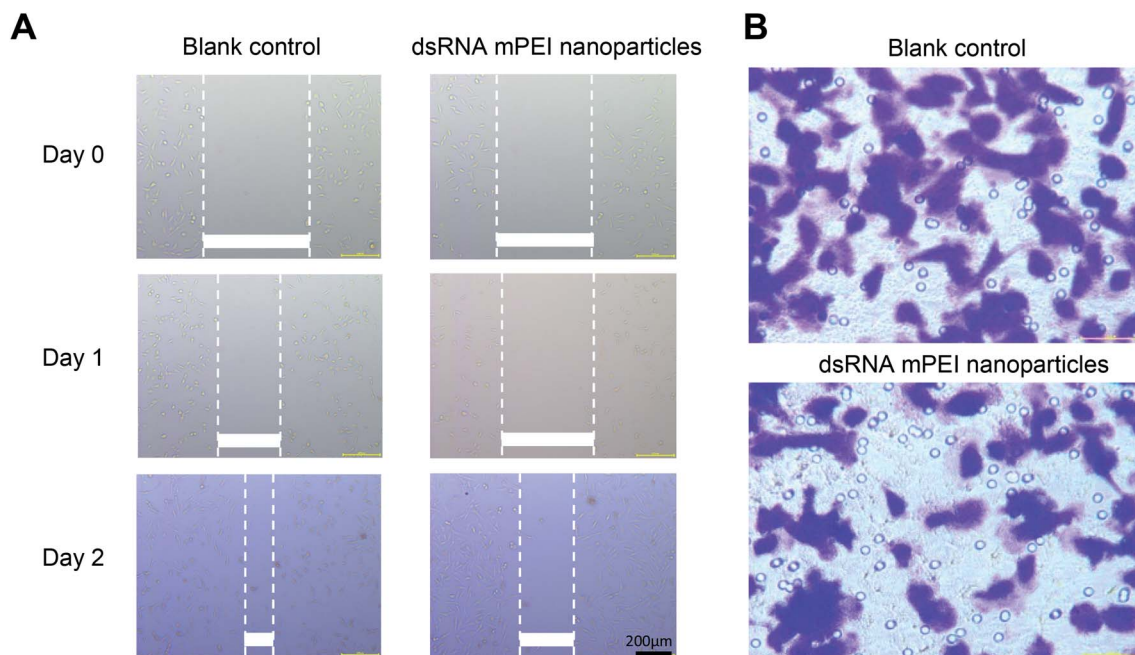 A
Blank control
dsRNA mPEI nanoparticles
Day 0
Day 1
Day 2
200µm
B
Blank control
dsRNA mPEI nanoparticles